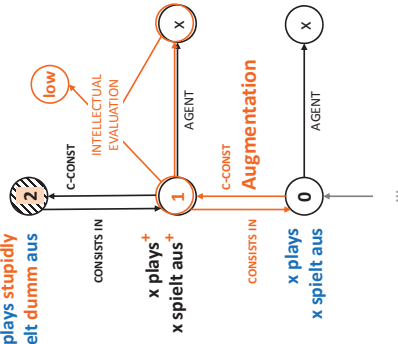 plays stupidly
elt dumm aus
2
low
C-CONST
CONSISTS IN
INTELLECTUAL
EVALUATION
x plays+
x spielt aus+
1
AGENT
x
C-CONST
Augmentation
CONSISTS IN
x plays
x spielt aus
0
AGENT
x
...